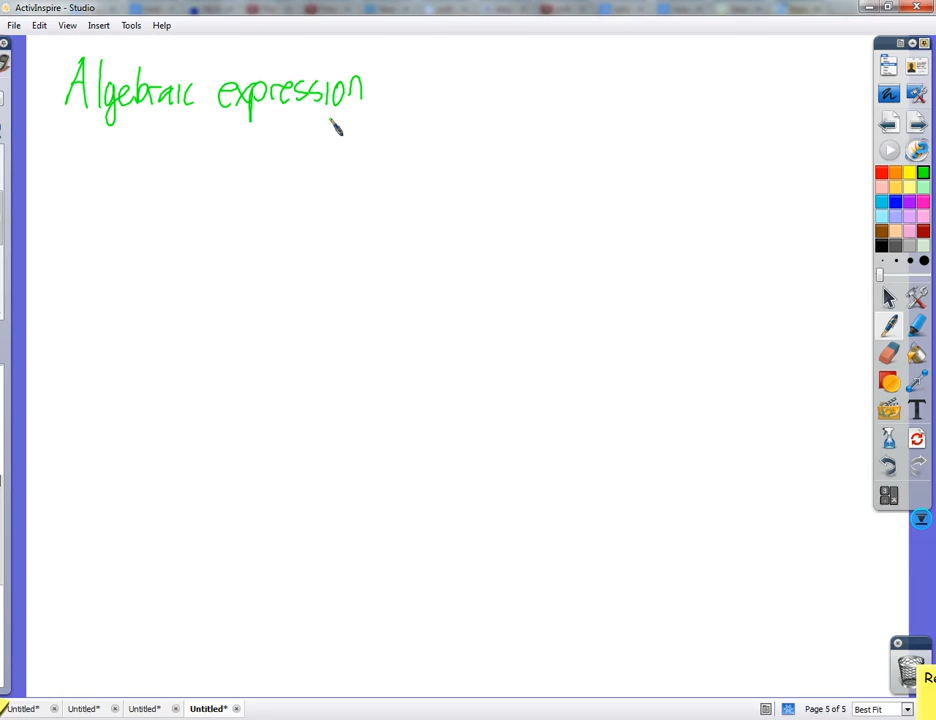 ActivInspire - Studio
File Edit View Insert Tools Help
Algebraic expression
Untitled* Untitled* Untitled* Untitled*
Page 5 of 5 Best Fit